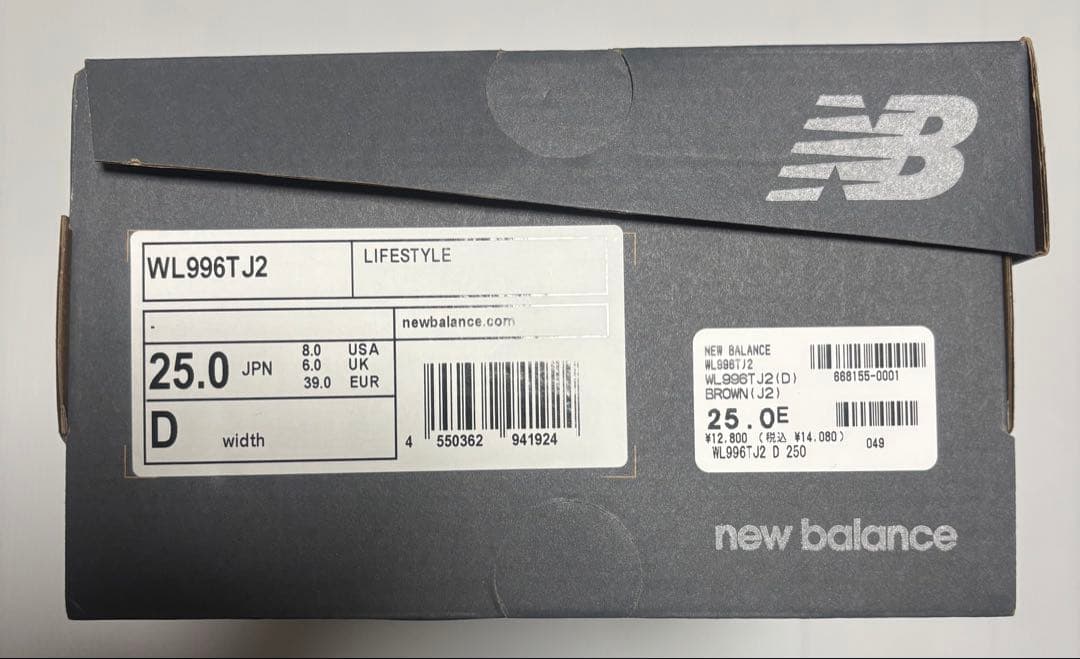 NB
WL996TJ2
LIFESTYLE
-
newbalance.com
25.0 JPN
8.0 USA
6.0 UK
39.0 EUR
D width
4 550362 941924
NEW BALANCE
WL996TJ2
WL996TJ2(D)
BROWN(J2)
668155-0001
25.0E
¥12.800 (税込 ¥14.080)
049
WL996TJ2 D 250
new balance